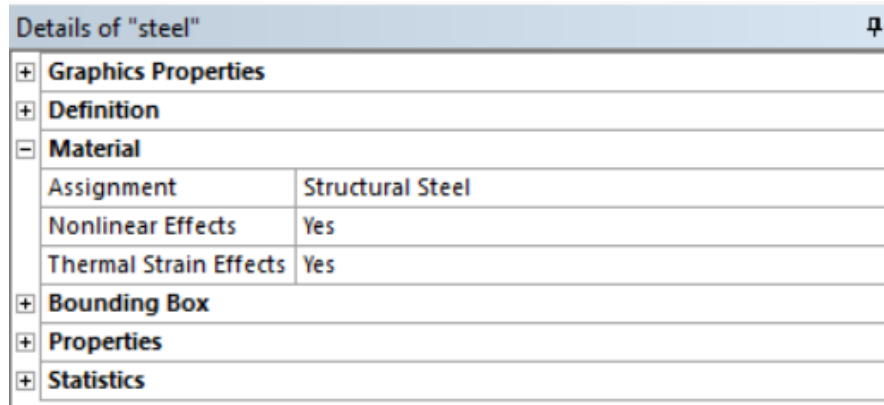 Details of "steel"
Graphics Properties
Definition
Material
Assignment Structural Steel
Nonlinear Effects Yes
Thermal Strain Effects Yes
Bounding Box
Properties
Statistics